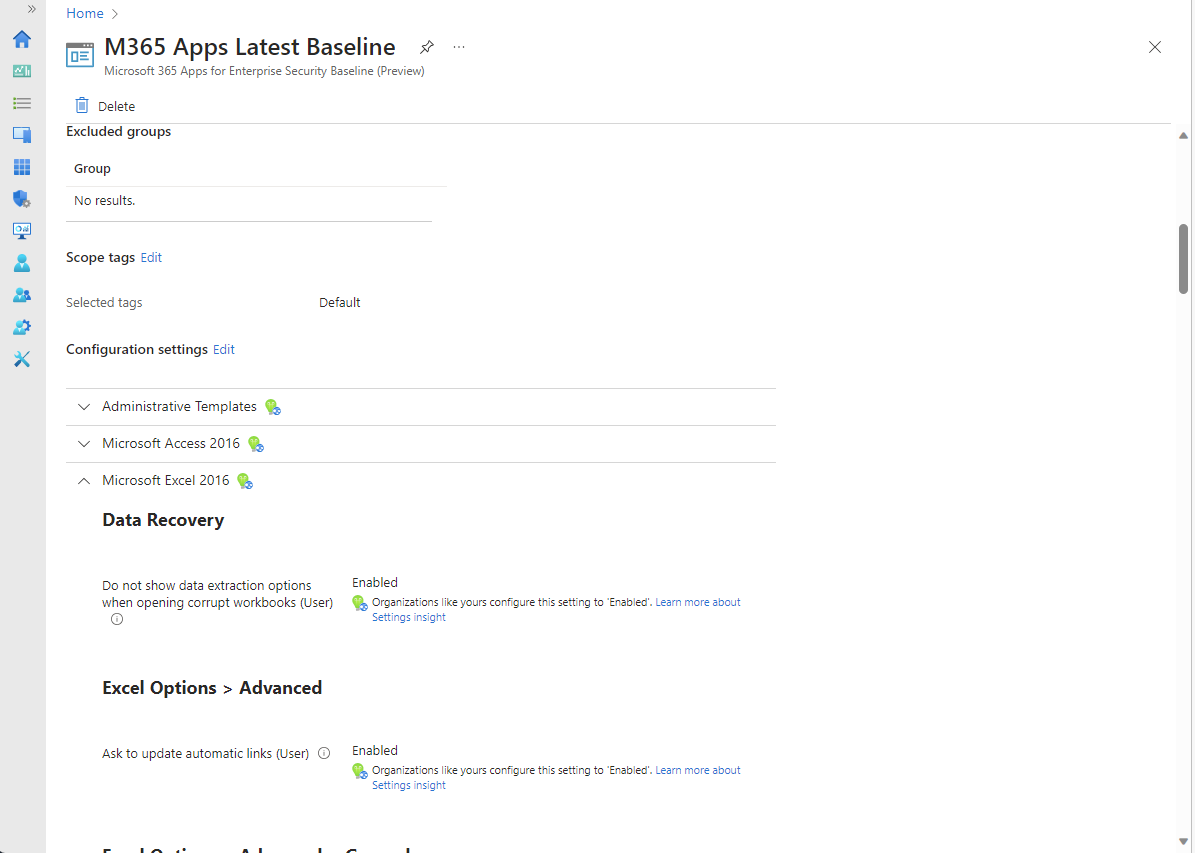 Home
M365 Apps Latest Baseline
Microsoft 365 Apps for Enterprise Security Baseline (Preview)
Delete
Excluded groups
Group
No results.
Scope tags Edit
Selected tags Default
Configuration settings Edit
Administrative Templates
Microsoft Access 2016
Microsoft Excel 2016
Data Recovery
Do not show data extraction options
when opening corrupt workbooks (User)
Enabled
Organizations like yours configure this setting to 'Enabled'. Learn more about
Settings insight
Excel Options > Advanced
Ask to update automatic links (User)
Enabled
Organizations like yours configure this setting to 'Enabled'. Learn more about
Settings insight